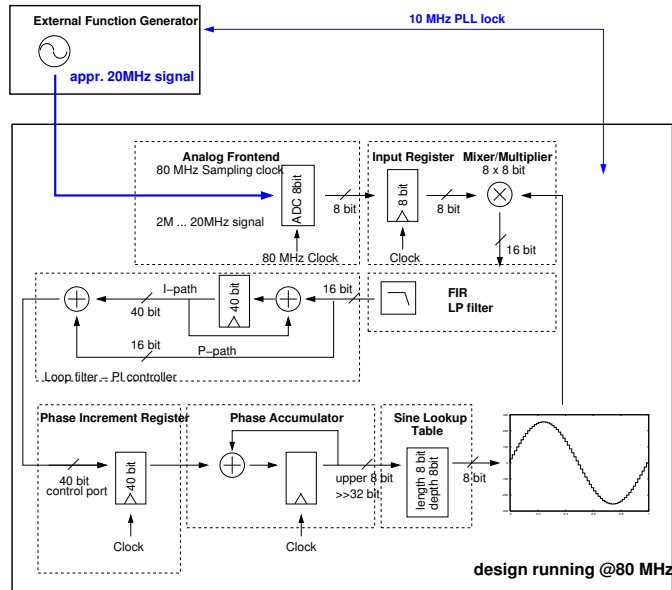 External Function Generator
10 MHz PLL lock
appr. 20MHz signal
Analog Frontend
80 MHz Sampling clock
ADC 8bit
8 bit
2M ... 20MHz signal
80 MHz Clock
Input Register
8 bit
8 bit
Clock
Mixer/Multiplier
8 x 8 bit
16 bit
FIR
LP filter
16 bit
I-path
40 bit
40 bit
16 bit
P-path
Loop filter - PI controller
Phase Increment Register
40 bit
control port
40 bit
Clock
Phase Accumulator
upper 8 bit
>>32 bit
Clock
Sine Lookup
Table
length 8 bit
depth 8bit
8 bit
design running @80 MHz